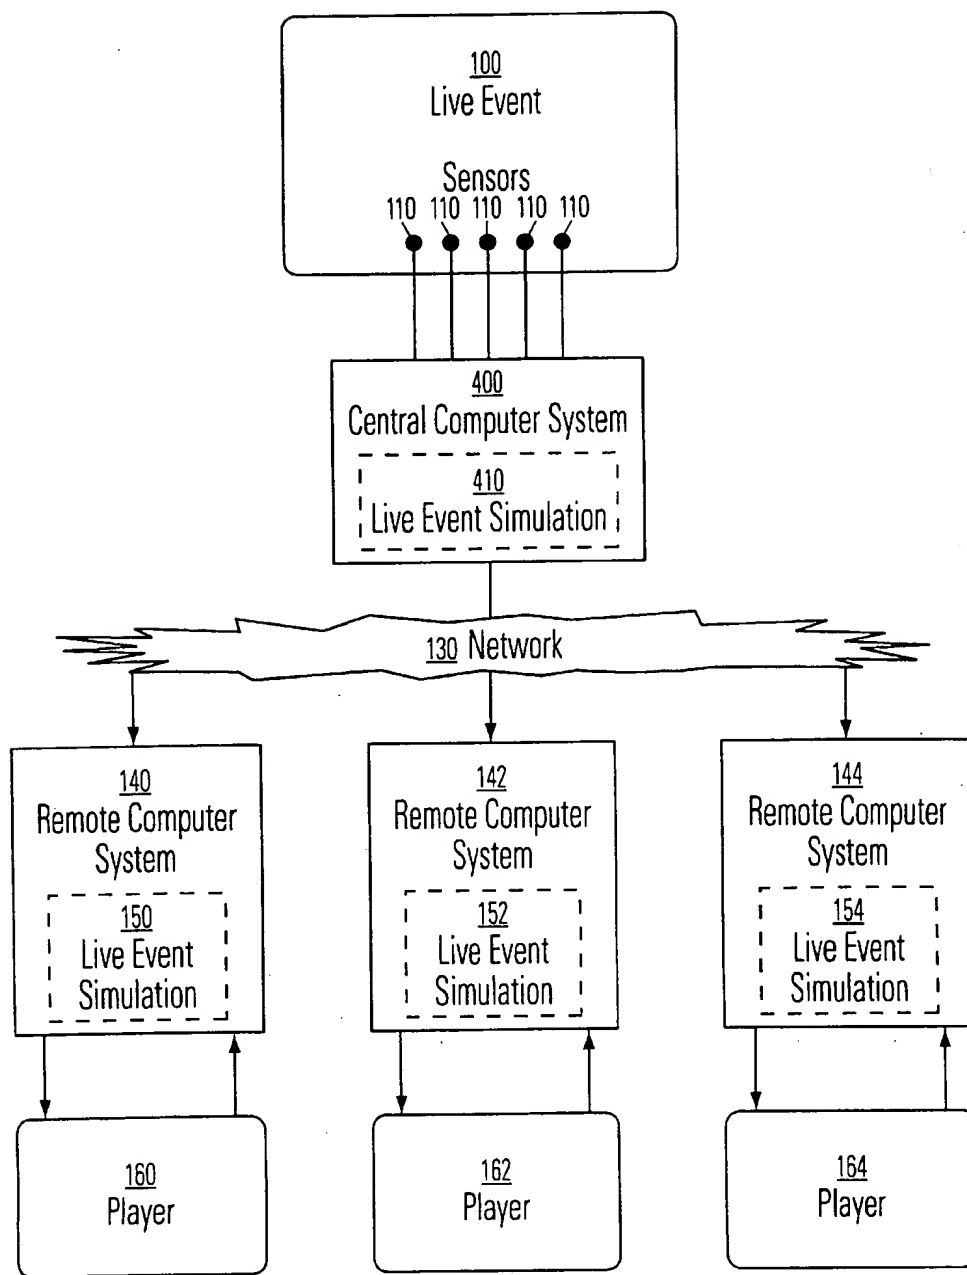 100
Live Event
Sensors
110 110 110 110 110
400
Central Computer System
410
Live Event Simulation
130 Network
140
Remote Computer
System
150
Live Event
Simulation
142
Remote Computer
System
152
Live Event
Simulation
144
Remote Computer
System
154
Live Event
Simulation
160
Player
162
Player
164
Player